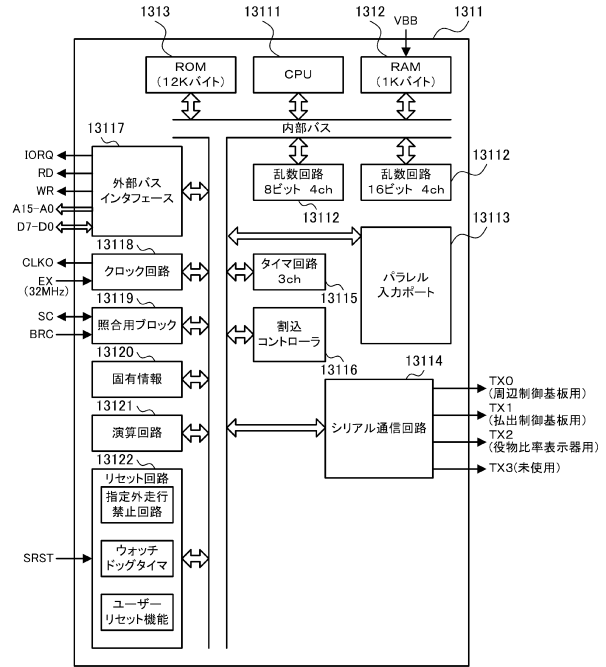 1313
13111
1312
VBB
1311
ROM
(12Kバイト)
CPU
RAM
(1Kバイト)
内部バス
13117
IORQ
RD
WR
A15-A0
D7-D0
外部バス
インタフェース
乱数回路
8ビット 4ch
13112
乱数回路
16ビット 4ch
13112
13113
パラレル
入力ポート
13118
CLKO
EX
(32MHz)
クロック回路
タイマ回路
3ch
13115
13119
SC
BRC
照合用ブロック
割込
コントローラ
13116
13120
固有情報
13114
シリアル通信回路
TX0
(周辺制御基板用)
TX1
(払出制御基板用)
TX2
(役物比率表示器用)
TX3(未使用)
13121
演算回路
13122
リセット回路
指定外走行
禁止回路
SRST
ウォッチ
ドッグタイマ
ユーザー
リセット機能